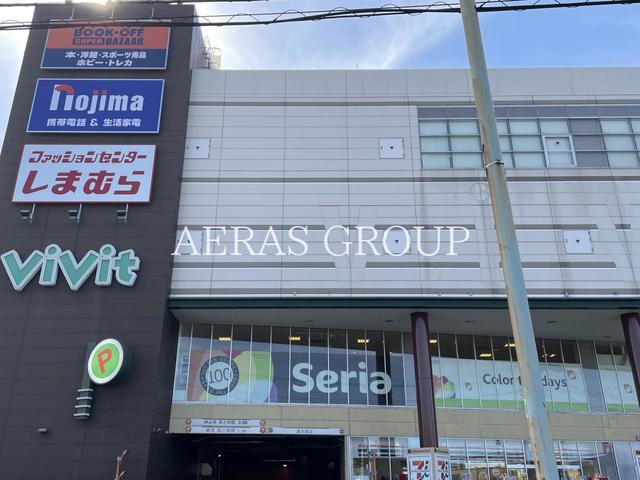 BOOK-OFF
SUPER BAZAAR
本・洋服・スポーツ用品
ホビー・トレカ
nojima
携帯電話 & 生活家電
ファッションセンター
しまむら
ViVit
AERAS GROUP
P
100
Seria
Color the days